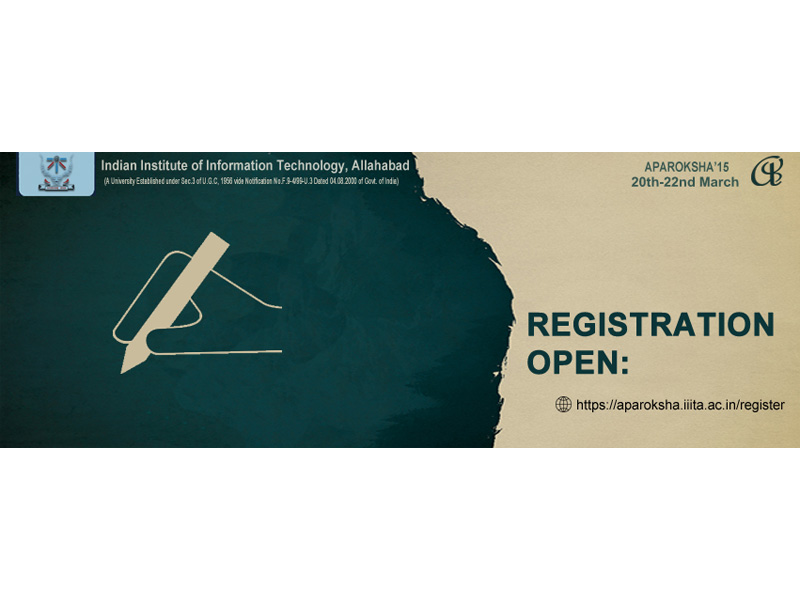 Indian Institute of Information Technology, Allahabad
(A University Established under Sec.3 of U.G.C, 1956 vide Notification No.F.9-4/99-U.3 Dated 04.08.2000 of Govt. of India)
APAROKSHA'15
20th-22nd March
REGISTRATION
OPEN:
https://aparoksha.iiita.ac.in/register